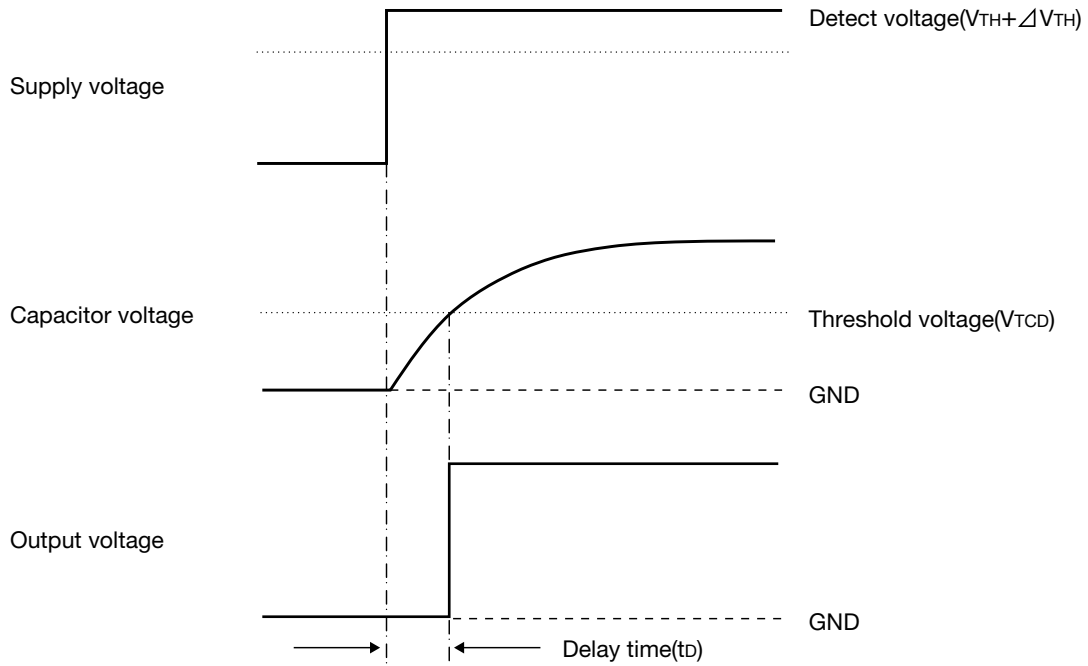 Detect voltage(VTH+⊿VTH)
Supply voltage
Capacitor voltage
Threshold voltage(VTCD)
GND
Output voltage
GND
Delay time(tD)